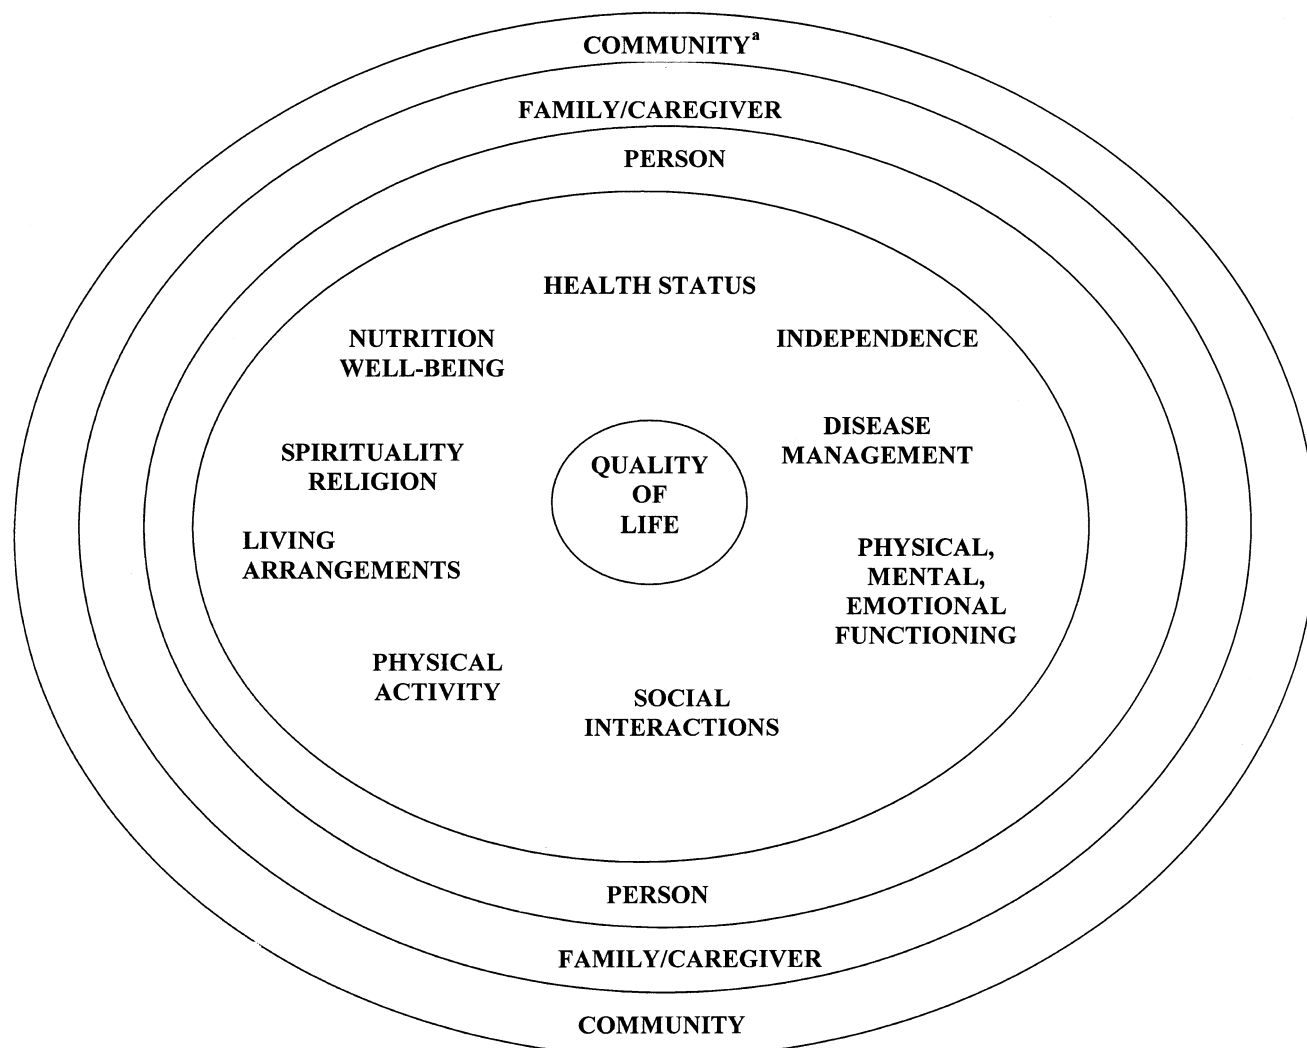 COMMUNITYᵃ
FAMILY/CAREGIVER
PERSON
HEALTH STATUS
NUTRITION
WELL-BEING
INDEPENDENCE
SPIRITUALITY
RELIGION
QUALITY
OF
LIFE
DISEASE
MANAGEMENT
LIVING
ARRANGEMENTS
PHYSICAL,
MENTAL,
EMOTIONAL
FUNCTIONING
PHYSICAL
ACTIVITY
SOCIAL
INTERACTIONS
PERSON
FAMILY/CAREGIVER
COMMUNITY